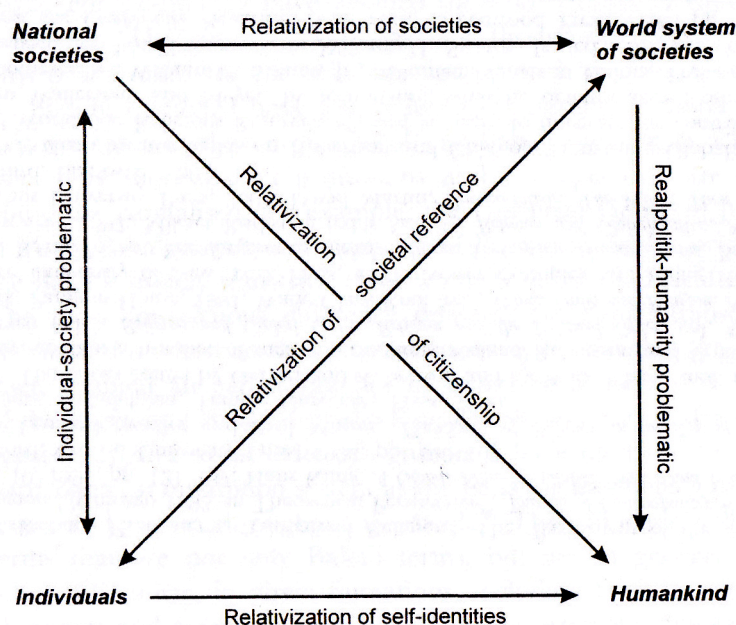 National
societies
Relativization of societies
World system
of societies
Individual-society problematic
Relativization
of citizenship
Relativization of societal reference
Realpolitik-humanity problematic
Individuals
Relativization of self-identities
Humankind